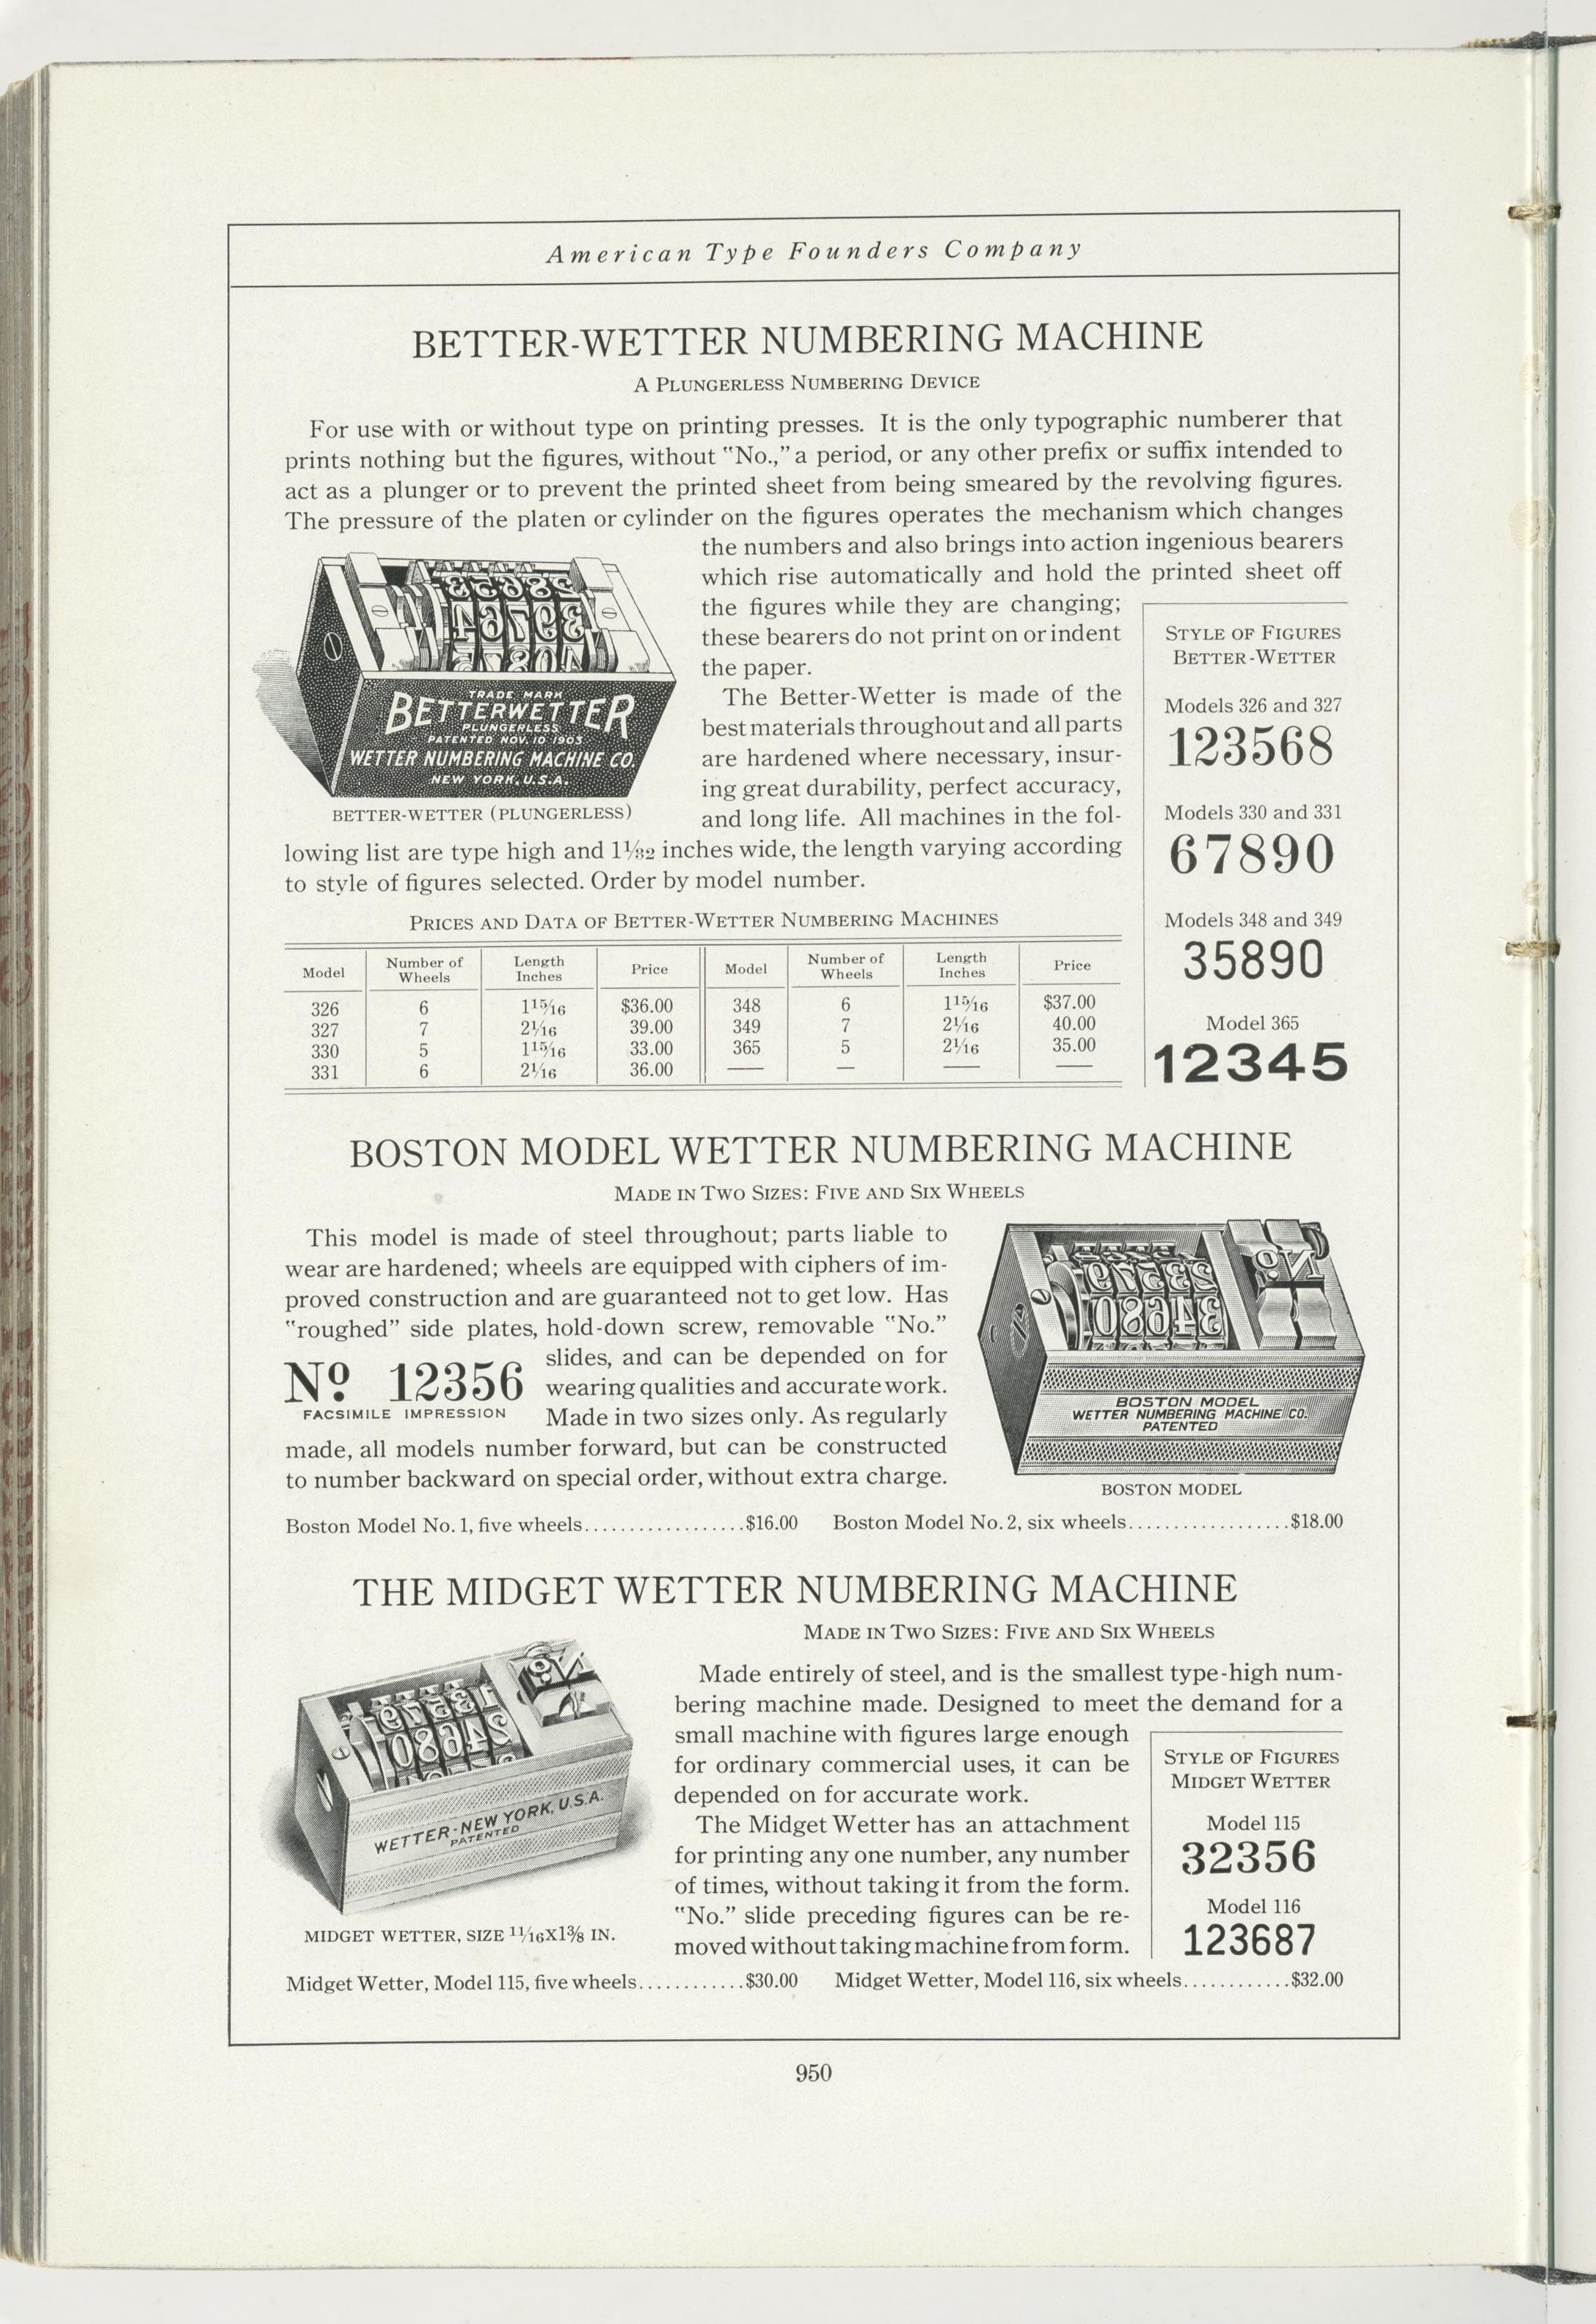 American Type Founders Company
BETTER-WETTER NUMBERING MACHINE
A PLUNGERLESS NUMBERING DEVICE
For use with or without type on printing presses. It is the only typographic numberer that
prints nothing but the figures, without "No.," a period, or any other prefix or suffix intended to
act as a plunger or to prevent the printed sheet from being smeared by the revolving figures.
The pressure of the platen or cylinder on the figures operates the mechanism which changes
the numbers and also brings into action ingenious bearers
which rise automatically and hold the printed sheet off
the figures while they are changing;
these bearers do not print on or indent
the paper.
The Better-Wetter is made of the
best materials throughout and all parts
are hardened where necessary, insur-
ing great durability, perfect accuracy,
and long life. All machines in the fol-
lowing list are type high and 1 1/32 inches wide, the length varying according
to style of figures selected. Order by model number.
TRADE MARK
BETTERWETTER
PLUNGERLESS
PATENTED NOV. 10 1903
WETTER NUMBERING MACHINE CO.
NEW YORK, U.S.A.
BETTER-WETTER (PLUNGERLESS)
STYLE OF FIGURES
BETTER-WETTER
Models 326 and 327
123568
Models 330 and 331
67890
Models 348 and 349
35890
Model 365
12345
PRICES AND DATA OF BETTER-WETTER NUMBERING MACHINES
Model Number of Wheels Length Inches Price Model Number of Wheels Length Inches Price
326 6 1 15/16 $36.00 348 6 1 15/16 $37.00
327 7 2 1/16 39.00 349 7 2 1/16 40.00
330 5 1 15/16 33.00 365 5 2 1/16 35.00
331 6 2 1/16 36.00 — — — —
BOSTON MODEL WETTER NUMBERING MACHINE
MADE IN TWO SIZES: FIVE AND SIX WHEELS
This model is made of steel throughout; parts liable to
wear are hardened; wheels are equipped with ciphers of im-
proved construction and are guaranteed not to get low. Has
"roughed" side plates, hold-down screw, removable "No."
slides, and can be depended on for
wearing qualities and accurate work.
Made in two sizes only. As regularly
made, all models number forward, but can be constructed
to number backward on special order, without extra charge.
Nº 12356
FACSIMILE IMPRESSION
BOSTON MODEL
WETTER NUMBERING MACHINE CO.
PATENTED
BOSTON MODEL
Boston Model No. 1, five wheels..................$16.00 Boston Model No. 2, six wheels..................$18.00
THE MIDGET WETTER NUMBERING MACHINE
MADE IN TWO SIZES: FIVE AND SIX WHEELS
Made entirely of steel, and is the smallest type-high num-
bering machine made. Designed to meet the demand for a
small machine with figures large enough
for ordinary commercial uses, it can be
depended on for accurate work.
The Midget Wetter has an attachment
for printing any one number, any number
of times, without taking it from the form.
"No." slide preceding figures can be re-
moved without taking machine from form.
WETTER-NEW YORK, U.S.A.
PATENTED
MIDGET WETTER, SIZE 11/16X1 3/8 IN.
STYLE OF FIGURES
MIDGET WETTER
Model 115
32356
Model 116
123687
Midget Wetter, Model 115, five wheels............$30.00 Midget Wetter, Model 116, six wheels............$32.00
950